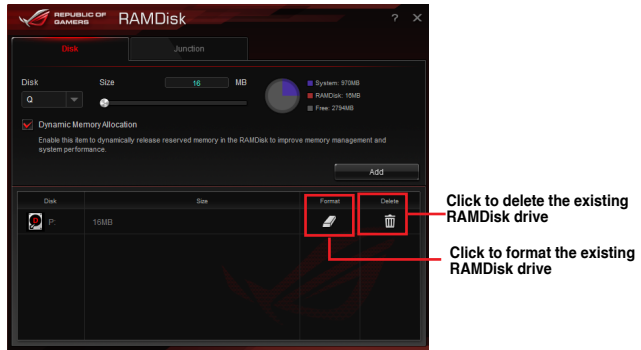 REPUBLIC OF
GAMERS
RAMDisk
?
Disk
Junction
Disk
Size
16
MB
Q
System: 970MB
RAMDisk: 16MB
Free: 2794MB
Dynamic Memory Allocation
Enable this item to dynamically release reserved memory in the RAMDisk to improve memory management and
system performance.
Add
Disk
Size
Format
Delete
P:
16MB
Click to delete the existing
RAMDisk drive
Click to format the existing
RAMDisk drive